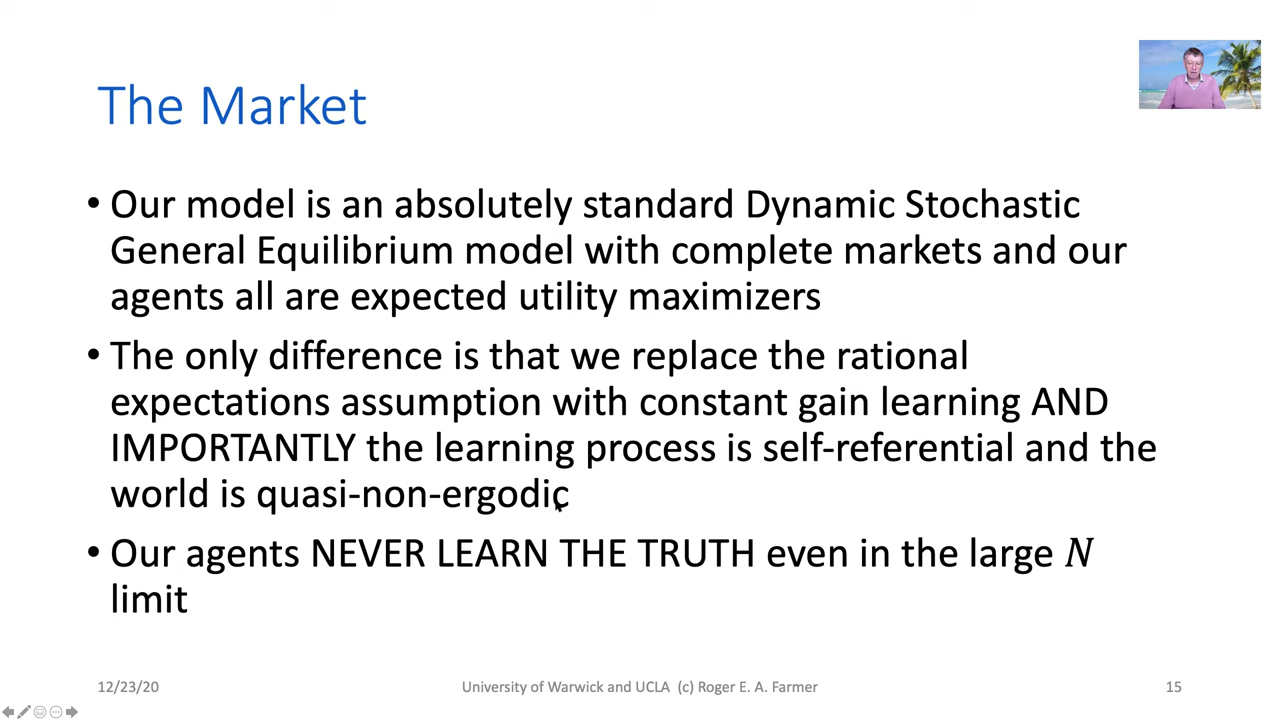 The Market
• Our model is an absolutely standard Dynamic Stochastic
General Equilibrium model with complete markets and our
agents all are expected utility maximizers
• The only difference is that we replace the rational
expectations assumption with constant gain learning AND
IMPORTANTLY the learning process is self-referential and the
world is quasi-non-ergodic
• Our agents NEVER LEARN THE TRUTH even in the large N
limit
12/23/20
University of Warwick and UCLA (c) Roger E. A. Farmer
15